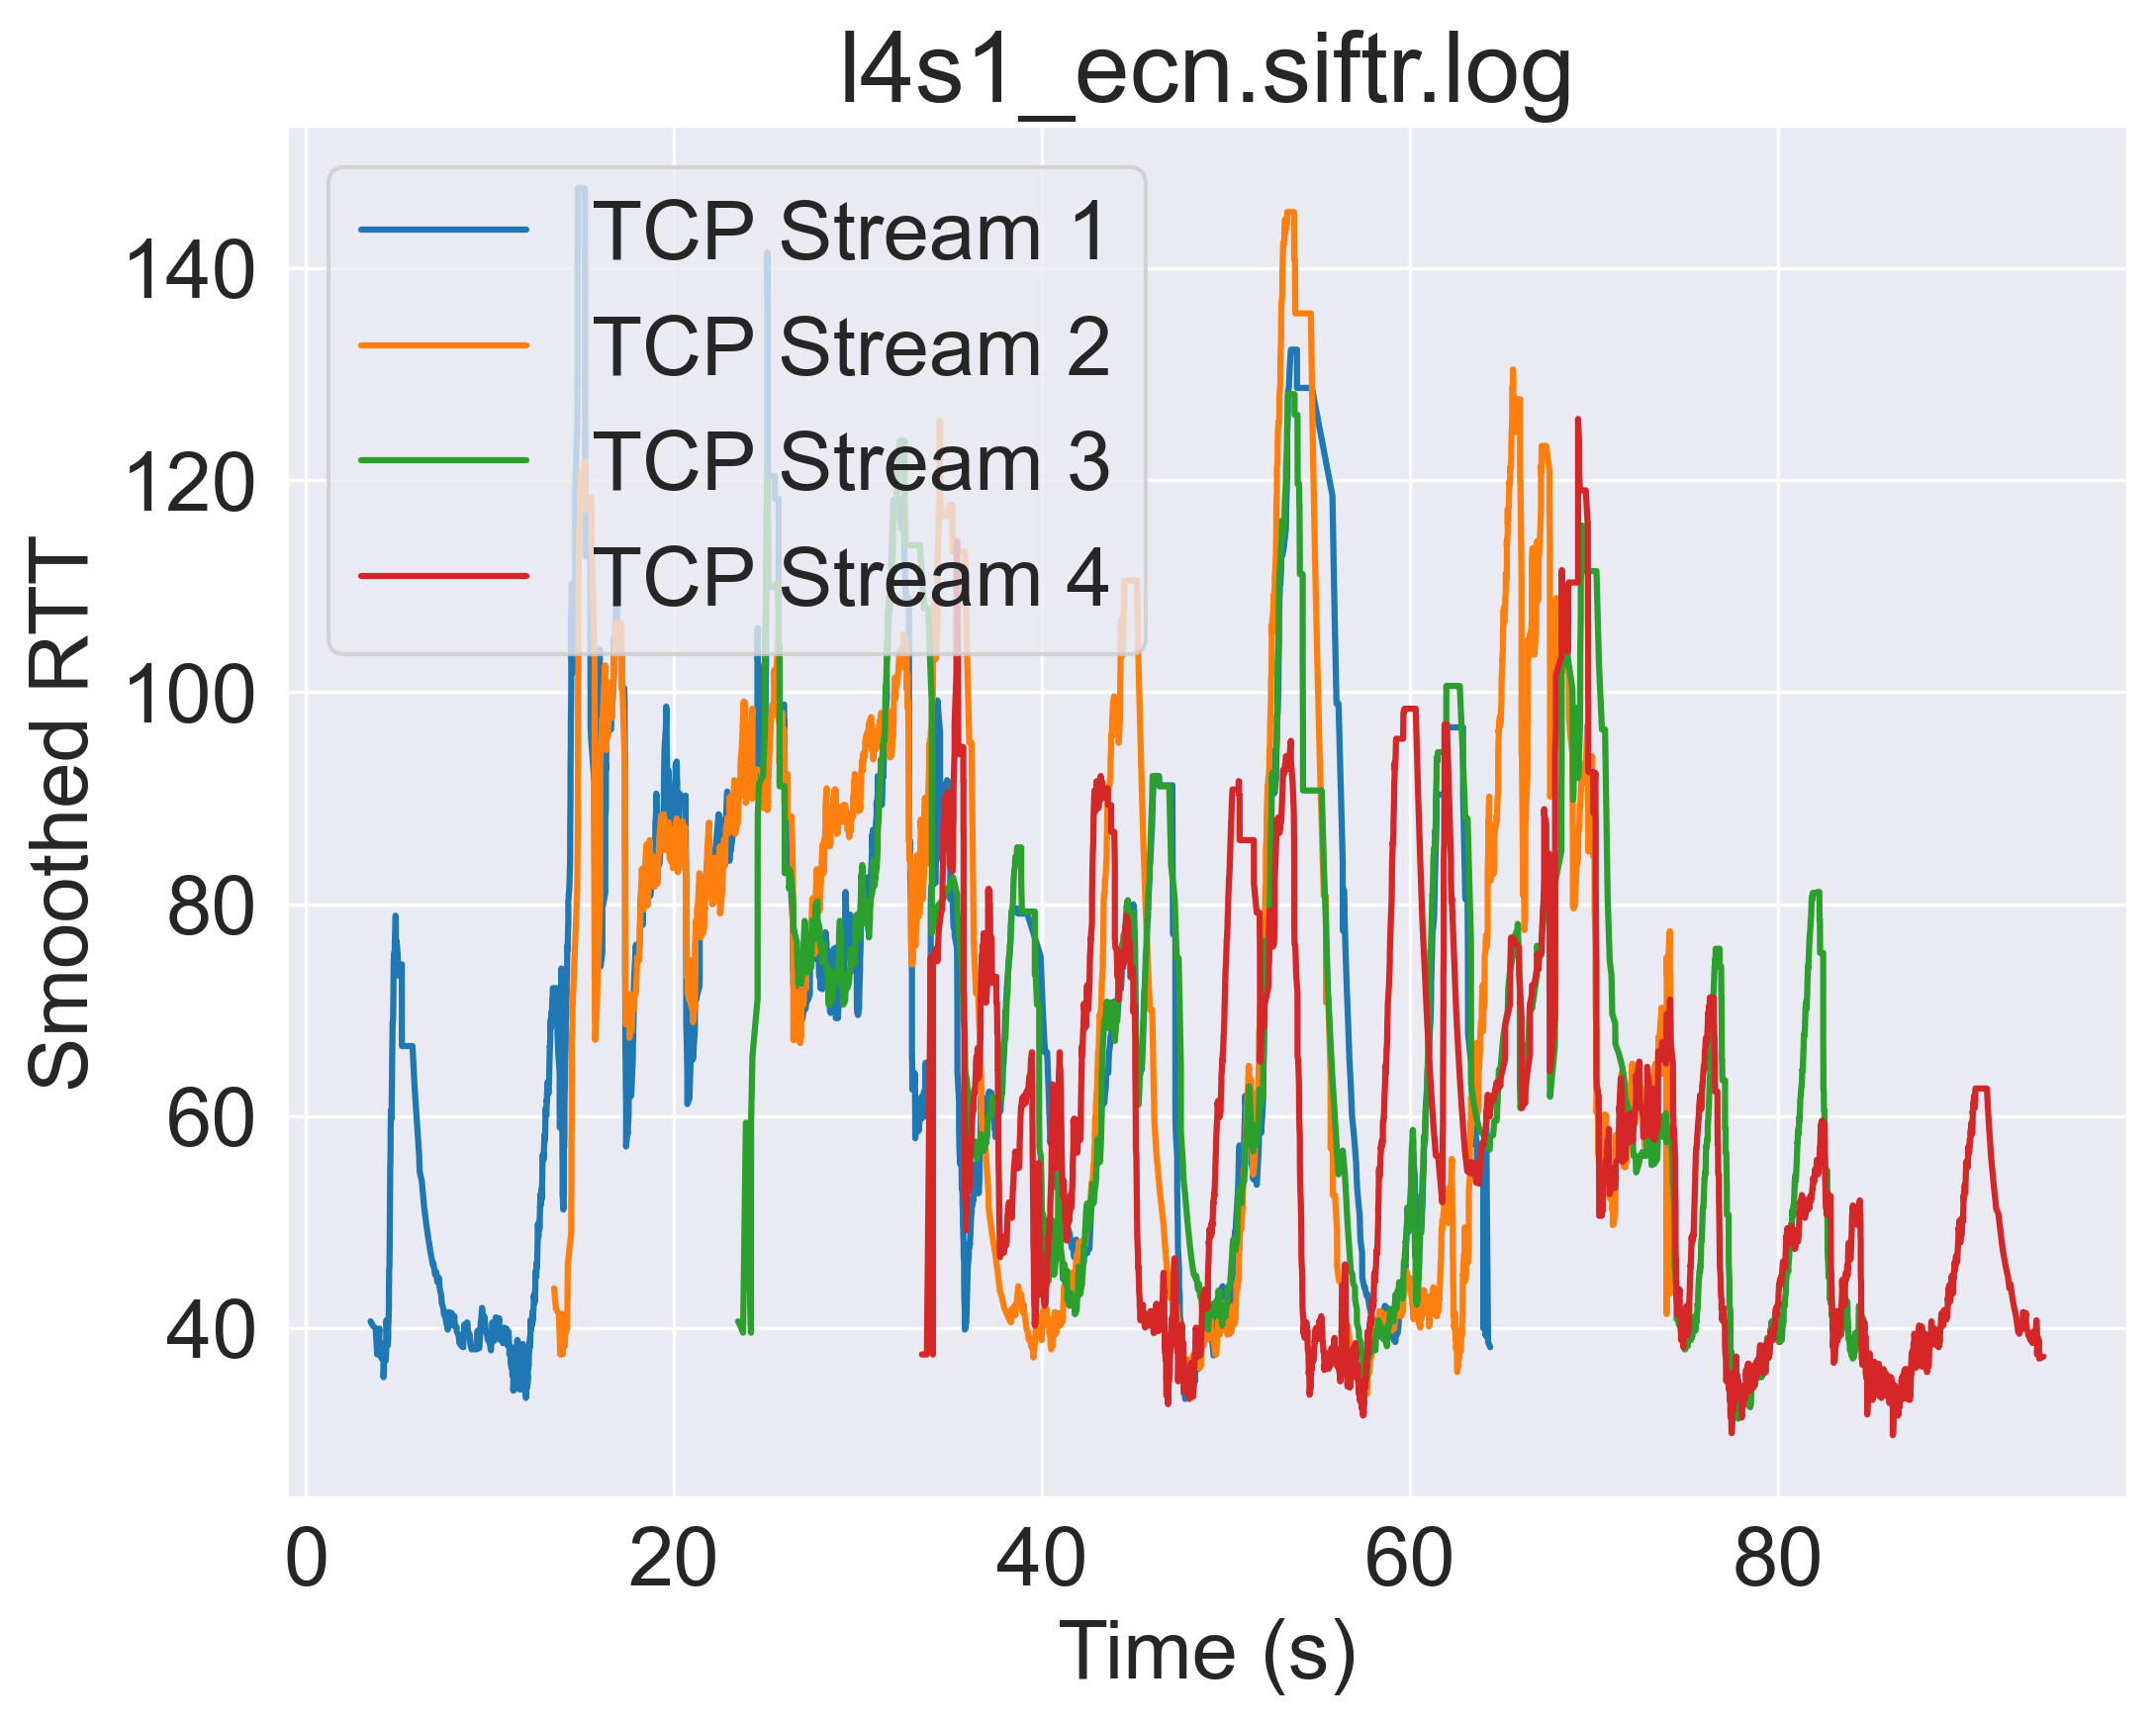 l4s1_ecn.siftr.log
TCP Stream 1
TCP Stream 2
TCP Stream 3
TCP Stream 4
Smoothed RTT
140
120
100
80
60
40
0 20 40 60 80
Time (s)